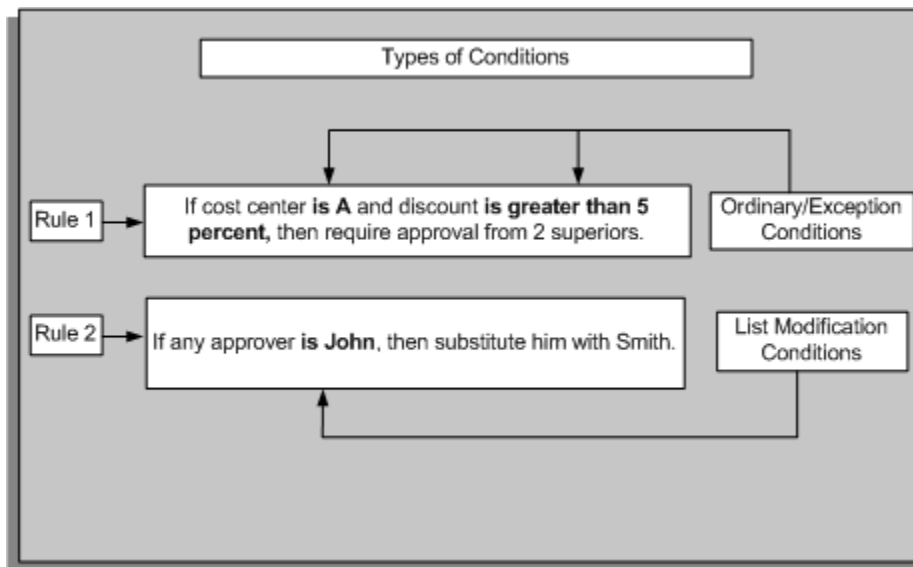 Types of Conditions
Rule 1
If cost center is A and discount is greater than 5
percent, then require approval from 2 superiors.
Ordinary/Exception
Conditions
Rule 2
If any approver is John, then substitute him with Smith.
List Modification
Conditions